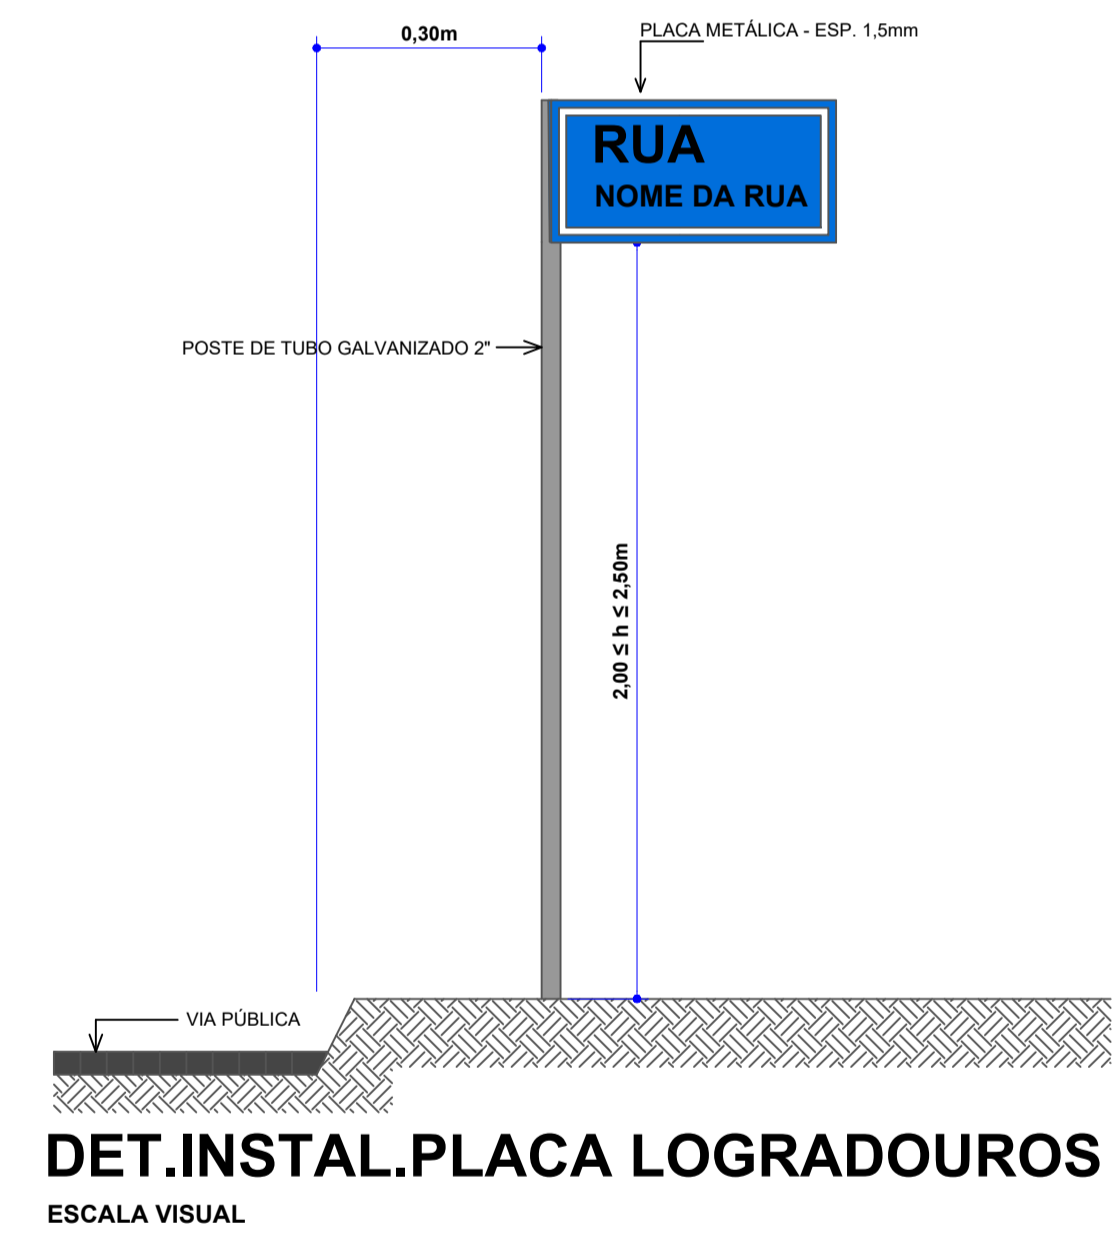 0,30m
PLACA METÁLICA - ESP. 1,5mm
RUA
NOME DA RUA
POSTE DE TUBO GALVANIZADO 2"
2,00 ≤ h ≤ 2,50m
VIA PÚBLICA
DET.INSTAL.PLACA LOGRADOUROS
ESCALA VISUAL